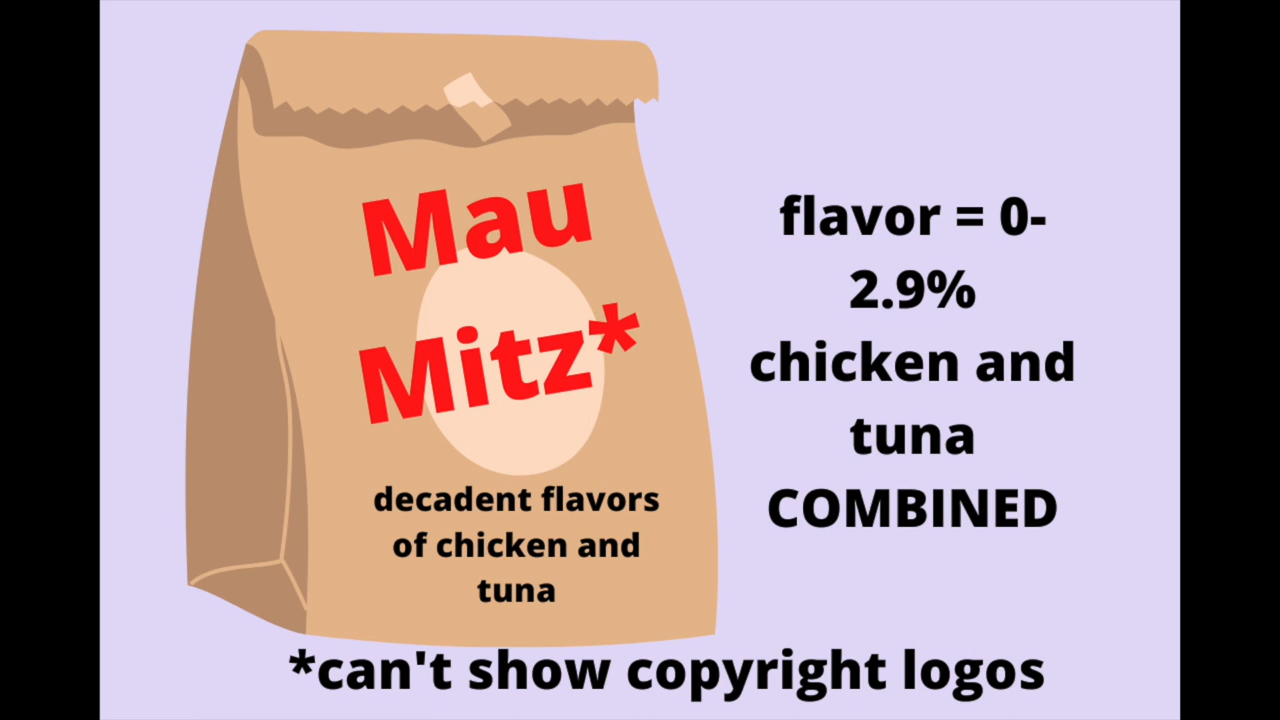 Mau
Mitz*
decadent flavors
of chicken and
tuna
flavor = 0-
2.9%
chicken and
tuna
COMBINED
*can't show copyright logos